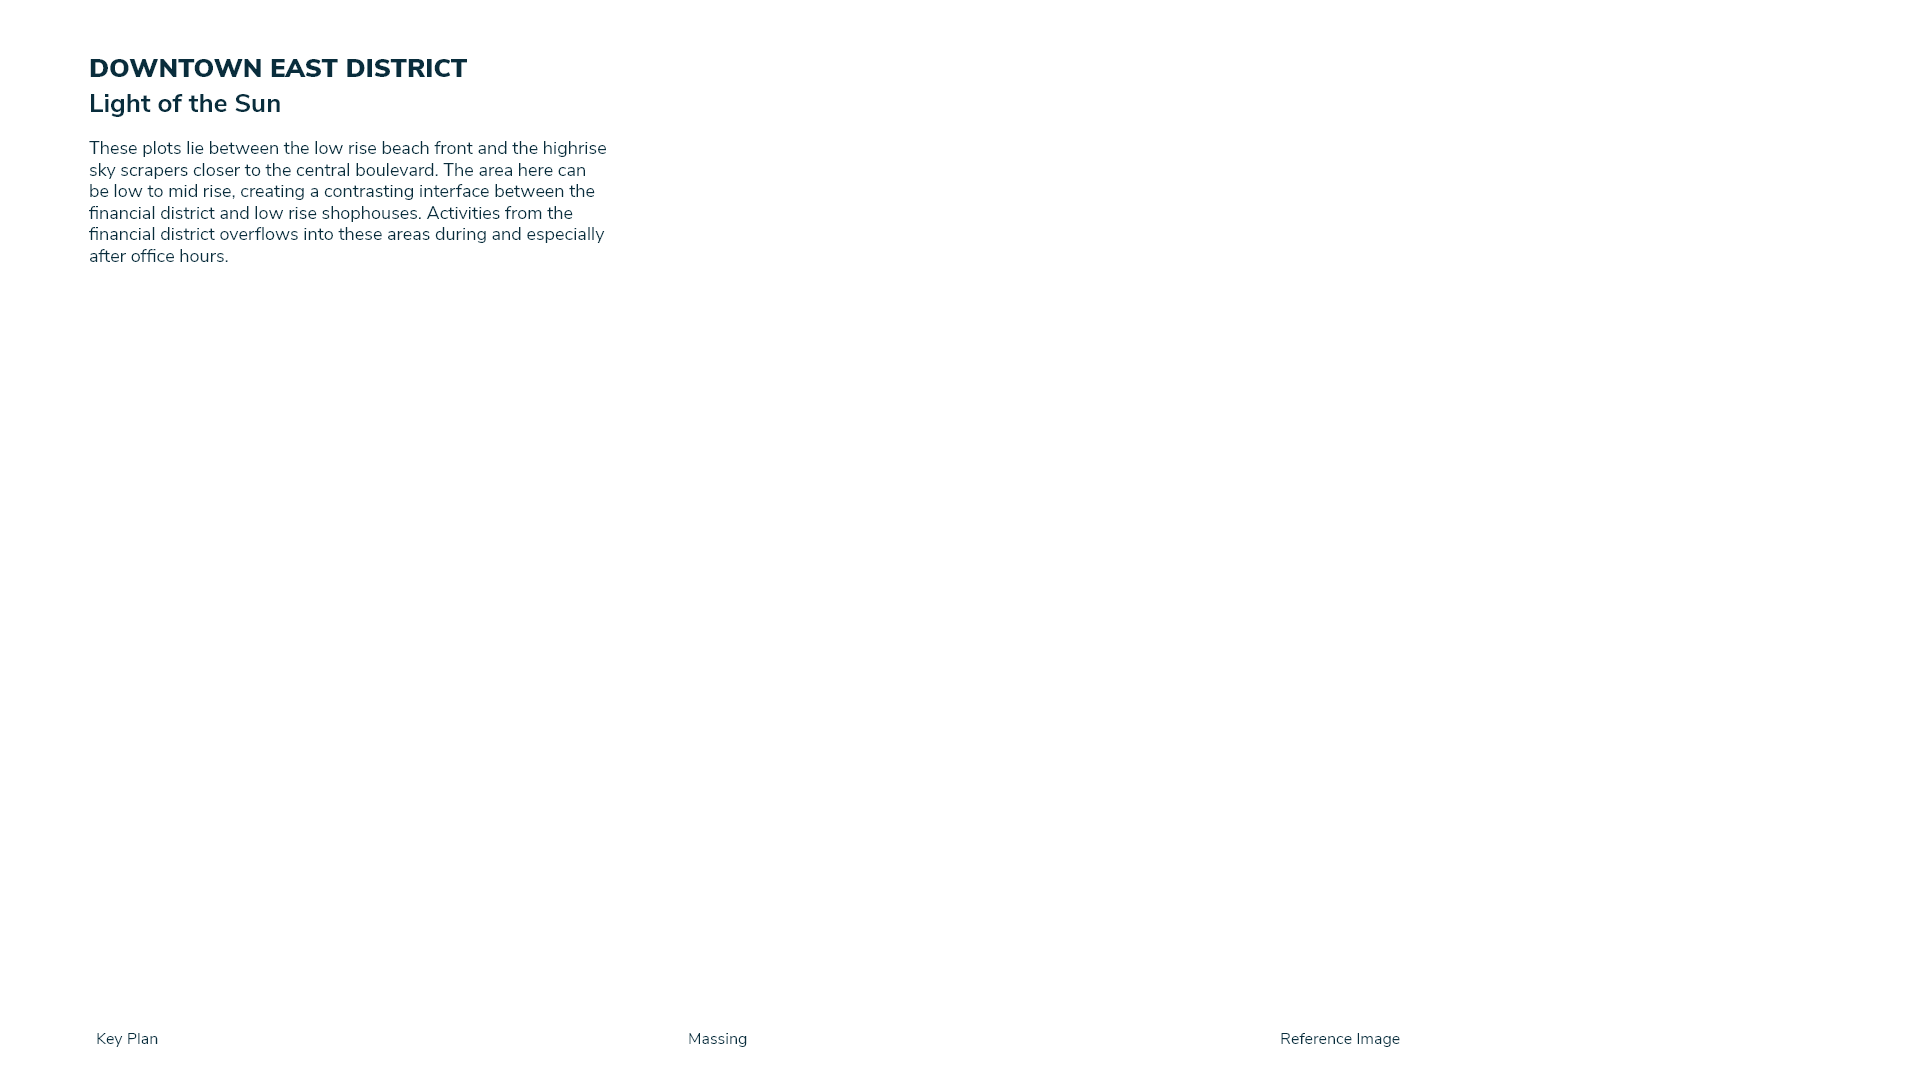 DOWNTOWN EAST DISTRICT
Light of the Sun
These plots lie between the low rise beach front and the highrise
sky scrapers closer to the central boulevard. The area here can
be low to mid rise, creating a contrasting interface between the
financial district and low rise shophouses. Activities from the
financial district overflows into these areas during and especially
after office hours.
Key Plan
Massing
Reference Image